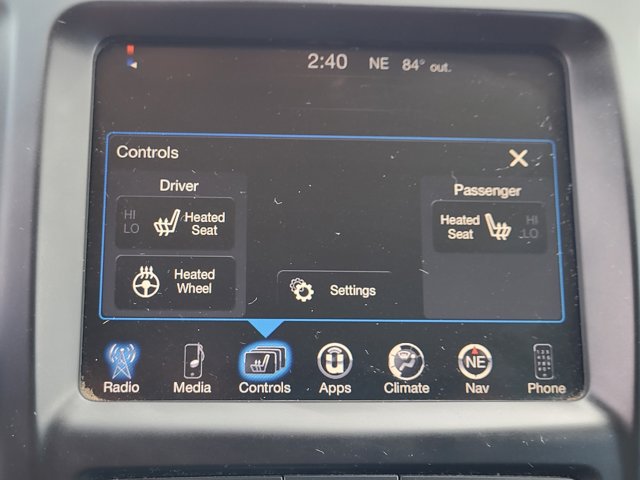 2:40 NE 84° out.
Controls
Driver
Passenger
HI
LO
Heated
Seat
Heated
Seat
HI
LO
Heated
Wheel
Settings
Radio Media Controls Apps Climate Nav Phone
NE